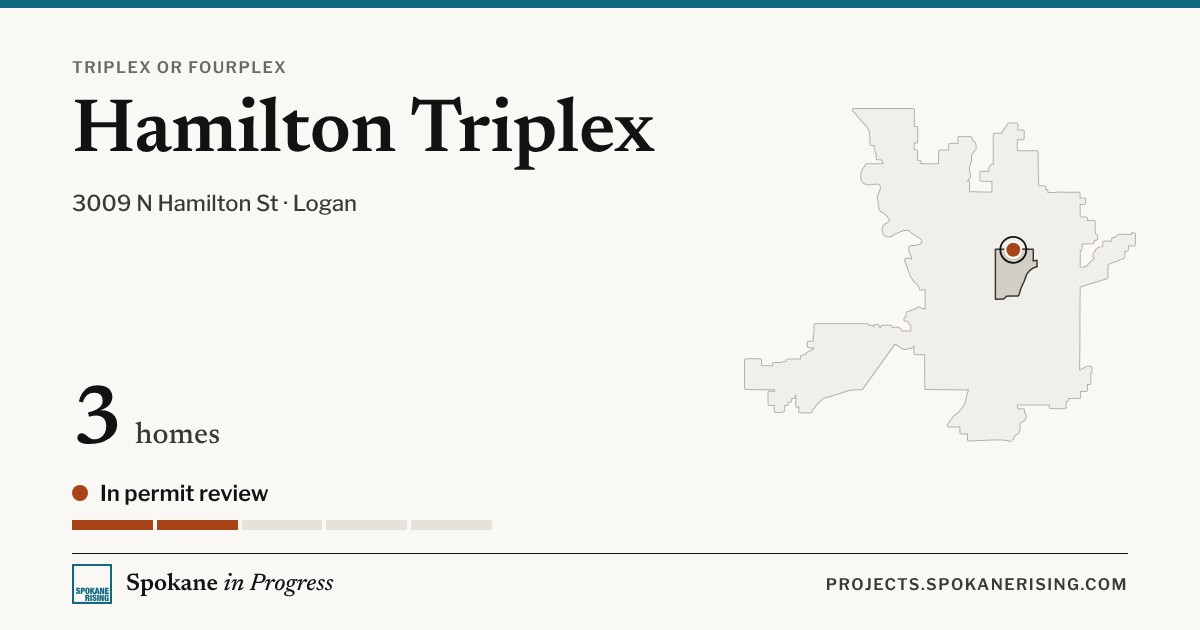 TRIPLEX OR FOURPLEX
Hamilton Triplex
3009 N Hamilton St · Logan
3 homes
In permit review
SPOKANE
RISING
Spokane in Progress
PROJECTS.SPOKANERISING.COM